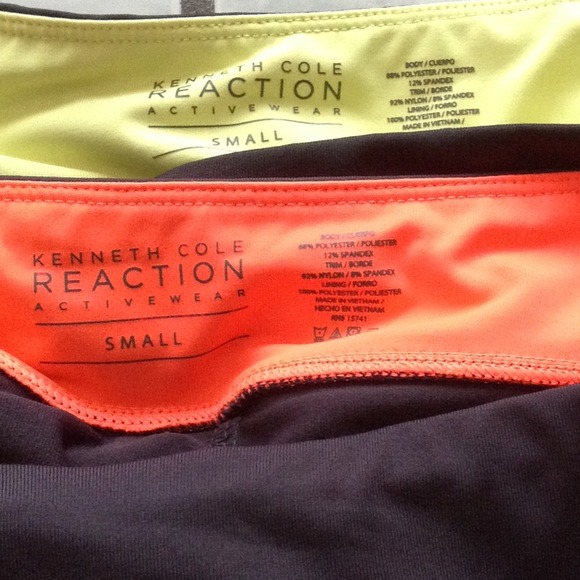 KENNETH COLE
REACTION
ACTIVEWEAR
SMALL
BODY / CUERPO
88% POLYESTER / POLIESTER
12% SPANDEX
TRIM / BORDE
92% NYLON / 8% SPANDEX
LINING / FORRO
100% POLYESTER / POLIESTER
MADE IN VIETNAM /
KENNETH COLE
REACTION
ACTIVEWEAR
SMALL
BODY / CUERPO
88% POLYESTER / POLIESTER
12% SPANDEX
TRIM / BORDE
92% NYLON / 8% SPANDEX
LINING / FORRO
100% POLYESTER / POLIESTER
MADE IN VIETNAM /
HECHO EN VIETNAM
RN# 15741